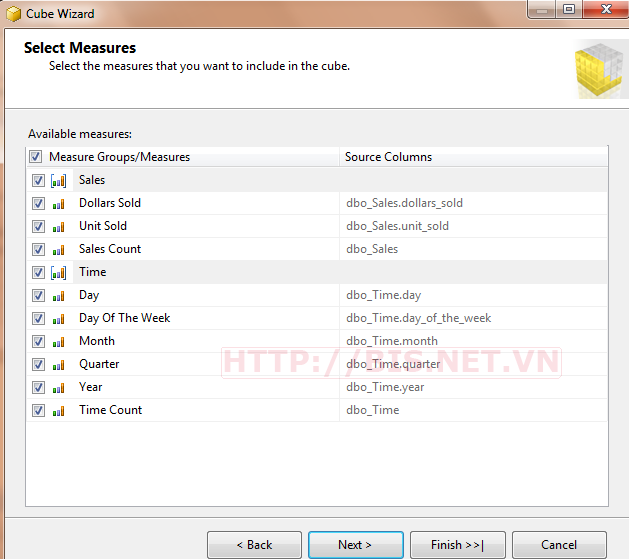 Cube Wizard
Select Measures
Select the measures that you want to include in the cube.
Available measures:
Measure Groups/Measures Source Columns
Sales
Dollars Sold dbo_Sales.dollars_sold
Unit Sold dbo_Sales.unit_sold
Sales Count dbo_Sales
Time
Day dbo_Time.day
Day Of The Week dbo_Time.day_of_the_week
Month dbo_Time.month
HTTP://BIS.NET.VN
Quarter dbo_Time.quarter
Year dbo_Time.year
Time Count dbo_Time
< Back Next > Finish >>| Cancel